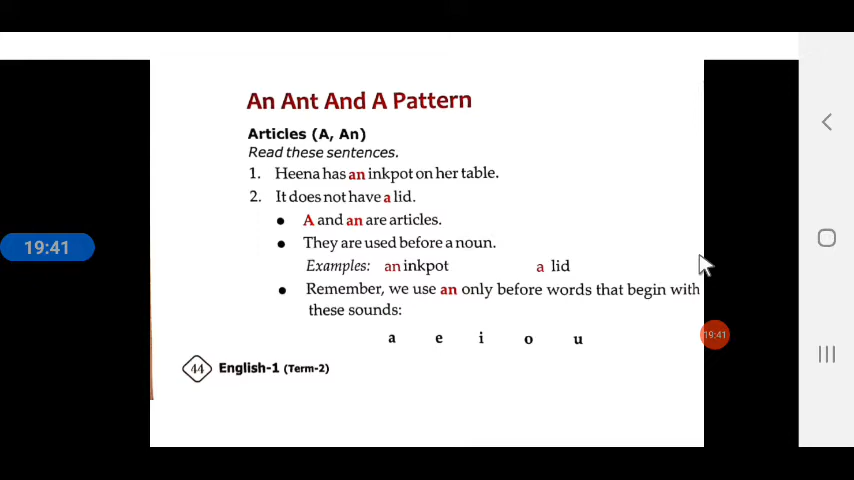 An Ant And A Pattern
Articles (A, An)
Read these sentences.
1. Heena has an inkpot on her table.
2. It does not have a lid.
● A and an are articles.
● They are used before a noun.
Examples: an inkpot a lid
● Remember, we use an only before words that begin with
these sounds:
a e i o u
44 English-1 (Term-2)
19:41
19:41